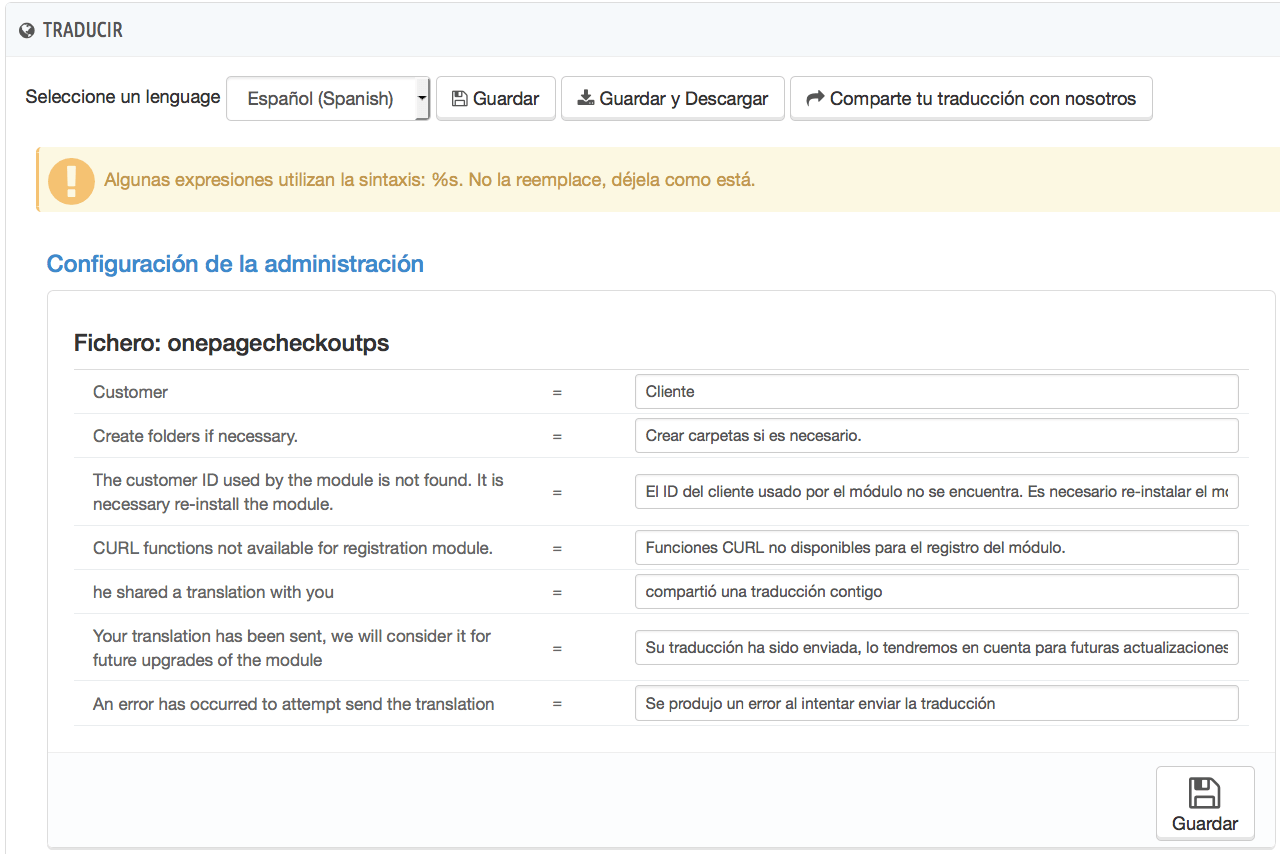 TRADUCIR
Seleccione un lenguage Español (Spanish) Guardar Guardar y Descargar Comparte tu traducción con nosotros
Algunas expresiones utilizan la sintaxis: %s. No la reemplace, déjela como está.
Configuración de la administración
Fichero: onepagecheckoutps
Customer = Cliente
Create folders if necessary. = Crear carpetas si es necesario.
The customer ID used by the module is not found. It is
necessary re-install the module. = El ID del cliente usado por el módulo no se encuentra. Es necesario re-instalar el
CURL functions not available for registration module. = Funciones CURL no disponibles para el registro del módulo.
he shared a translation with you = compartió una traducción contigo
Your translation has been sent, we will consider it for
future upgrades of the module = Su traducción ha sido enviada, lo tendremos en cuenta para futuras actualizaciones
An error has occurred to attempt send the translation = Se produjo un error al intentar enviar la traducción
Guardar